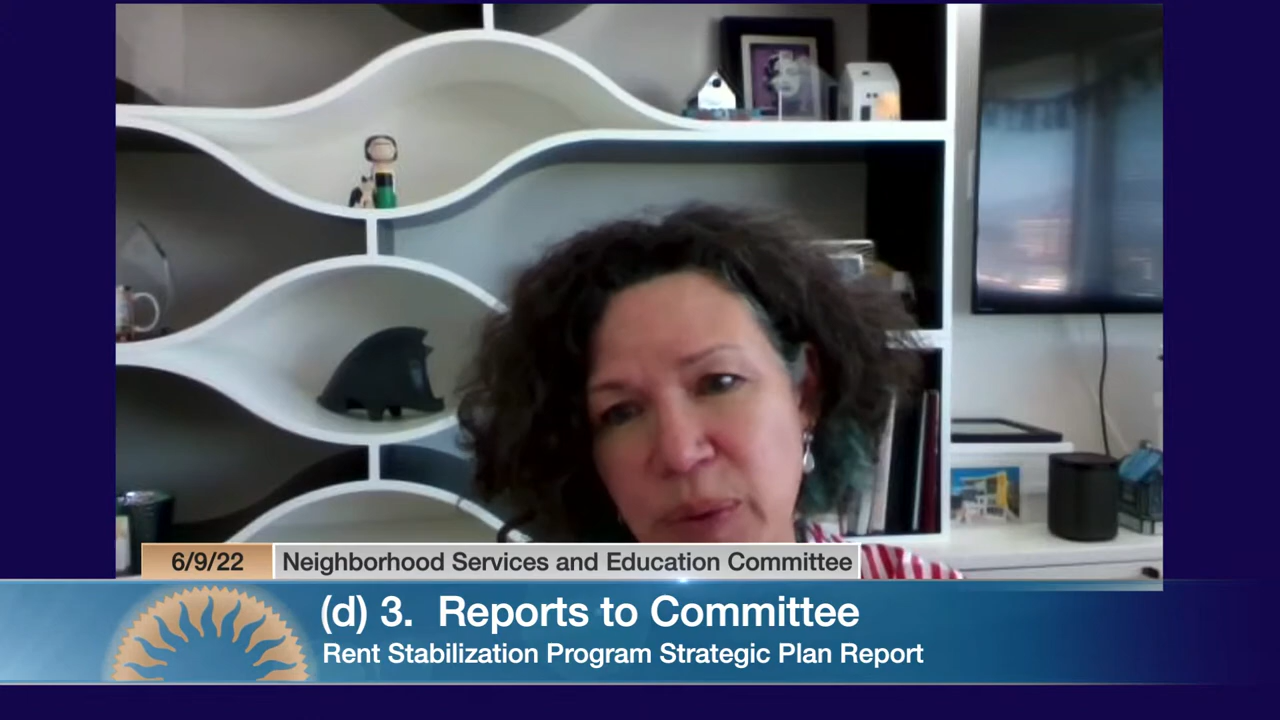 6/9/22
Neighborhood Services and Education Committee
(d) 3. Reports to Committee
Rent Stabilization Program Strategic Plan Report